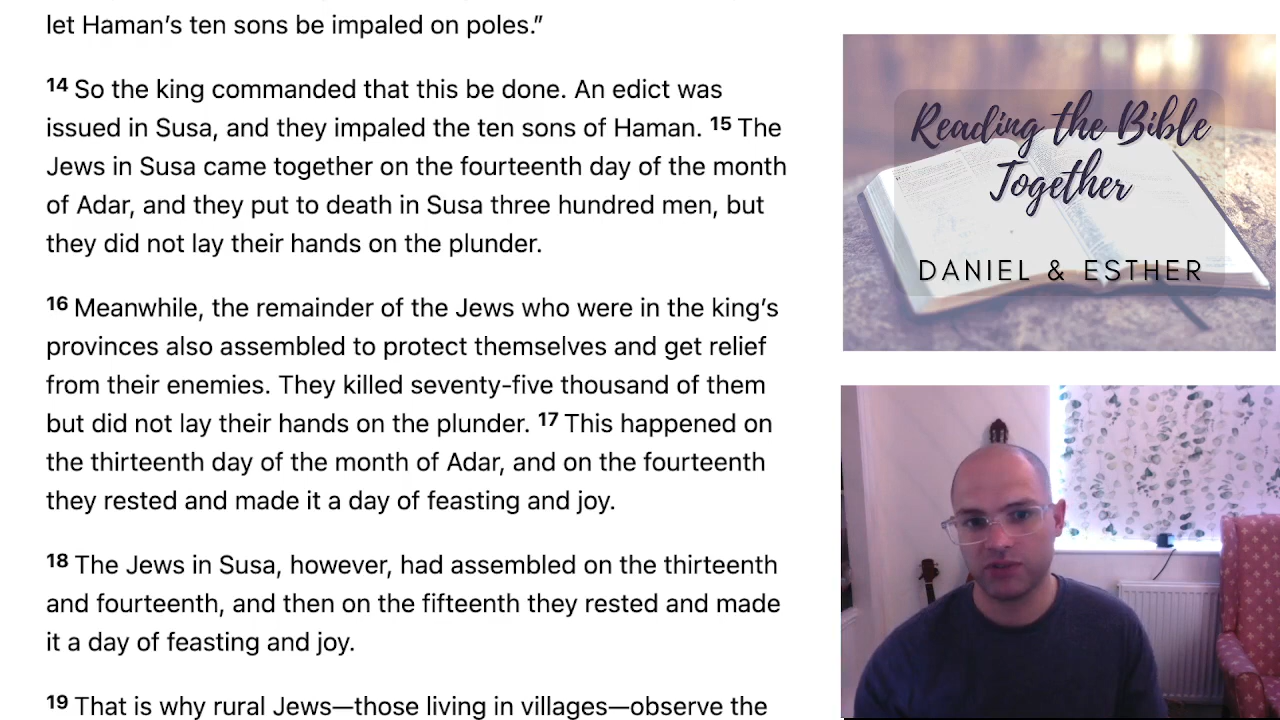 let Haman’s ten sons be impaled on poles.”
14 So the king commanded that this be done. An edict was
issued in Susa, and they impaled the ten sons of Haman. 15 The
Jews in Susa came together on the fourteenth day of the month
of Adar, and they put to death in Susa three hundred men, but
they did not lay their hands on the plunder.
16 Meanwhile, the remainder of the Jews who were in the king’s
provinces also assembled to protect themselves and get relief
from their enemies. They killed seventy-five thousand of them
but did not lay their hands on the plunder. 17 This happened on
the thirteenth day of the month of Adar, and on the fourteenth
they rested and made it a day of feasting and joy.
18 The Jews in Susa, however, had assembled on the thirteenth
and fourteenth, and then on the fifteenth they rested and made
it a day of feasting and joy.
19 That is why rural Jews—those living in villages—observe the
Reading the Bible
Together
DANIEL & ESTHER